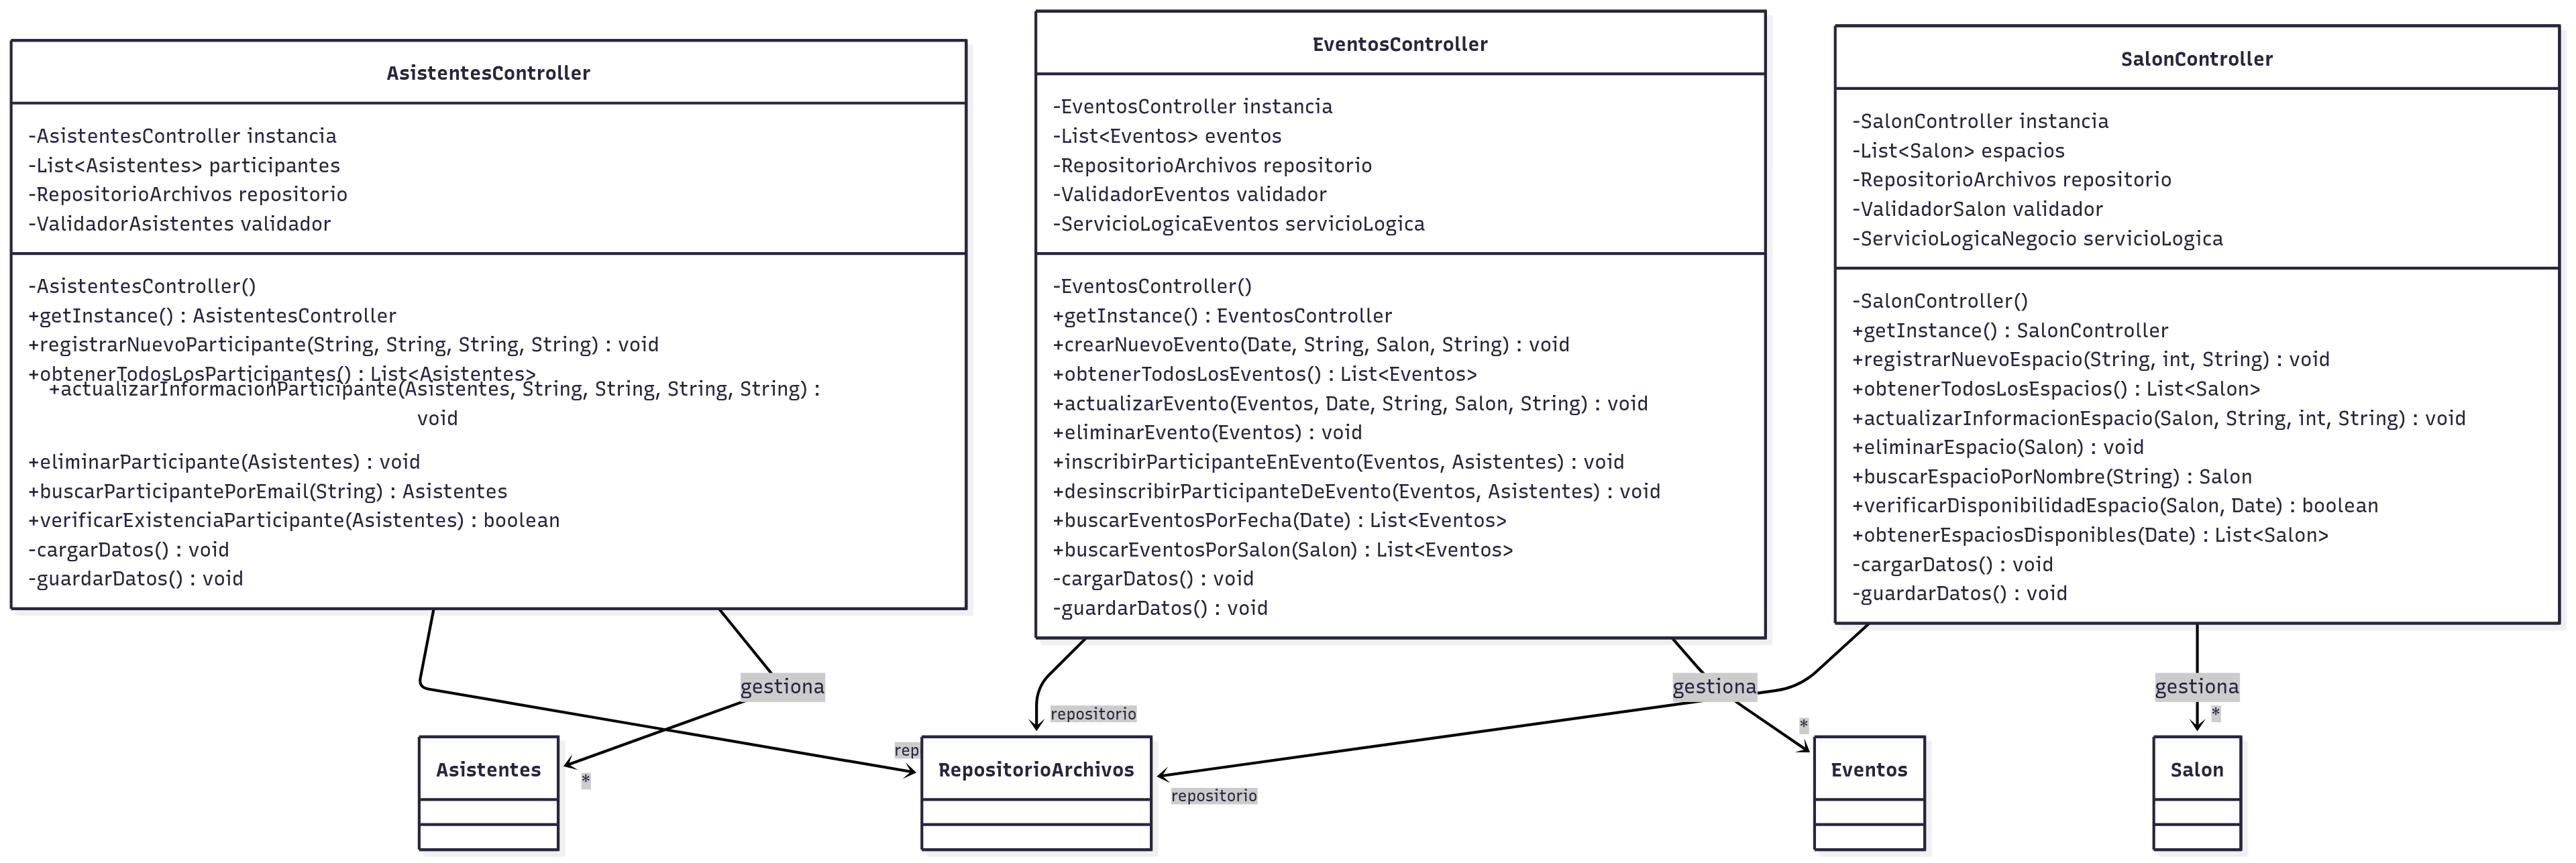 AsistentesController
-AsistentesController instancia
-List<Asistentes> participantes
-RepositorioArchivos repositorio
-ValidadorAsistentes validador
-AsistentesController()
+getInstance() : AsistentesController
+registrarNuevoParticipante(String, String, String, String) : void
+obtenerTodosLosParticipantes() : List<Asistentes>
+actualizarInformacionParticipante(Asistentes, String, String, String, String) :
void
+eliminarParticipante(Asistentes) : void
+buscarParticipantePorEmail(String) : Asistentes
+verificarExistenciaParticipante(Asistentes) : boolean
-cargarDatos() : void
-guardarDatos() : void
EventosController
-EventosController instancia
-List<Eventos> eventos
-RepositorioArchivos repositorio
-ValidadorEventos validador
-ServicioLogicaEventos servicioLogica
-EventosController()
+getInstance() : EventosController
+crearNuevoEvento(Date, String, Salon, String) : void
+obtenerTodosLosEventos() : List<Eventos>
+actualizarEvento(Eventos, Date, String, Salon, String) : void
+eliminarEvento(Eventos) : void
+inscribirParticipanteEnEvento(Eventos, Asistentes) : void
+desinscribirParticipanteDeEvento(Eventos, Asistentes) : void
+buscarEventosPorFecha(Date) : List<Eventos>
+buscarEventosPorSalon(Salon) : List<Eventos>
-cargarDatos() : void
-guardarDatos() : void
SalonController
-SalonController instancia
-List<Salon> espacios
-RepositorioArchivos repositorio
-ValidadorSalon validador
-ServicioLogicaNegocio servicioLogica
-SalonController()
+getInstance() : SalonController
+registrarNuevoEspacio(String, int, String) : void
+obtenerTodosLosEspacios() : List<Salon>
+actualizarInformacionEspacio(Salon, String, int, String) : void
+eliminarEspacio(Salon) : void
+buscarEspacioPorNombre(String) : Salon
+verificarDisponibilidadEspacio(Salon, Date) : boolean
+obtenerEspaciosDisponibles(Date) : List<Salon>
-cargarDatos() : void
-guardarDatos() : void
gestiona
gestiona
gestiona
repositorio
*
*
rep
*
repositorio
Asistentes
RepositorioArchivos
Eventos
Salon